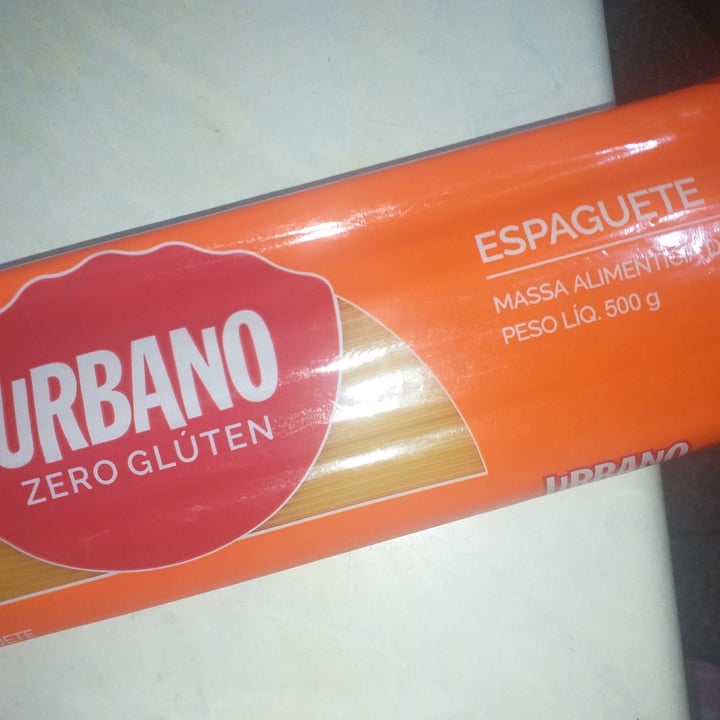 URBANO
ZERO GLÚTEN
ESPAGUETE
MASSA ALIMENTÍCIA D
PESO LÍQ. 500 g
URBANO